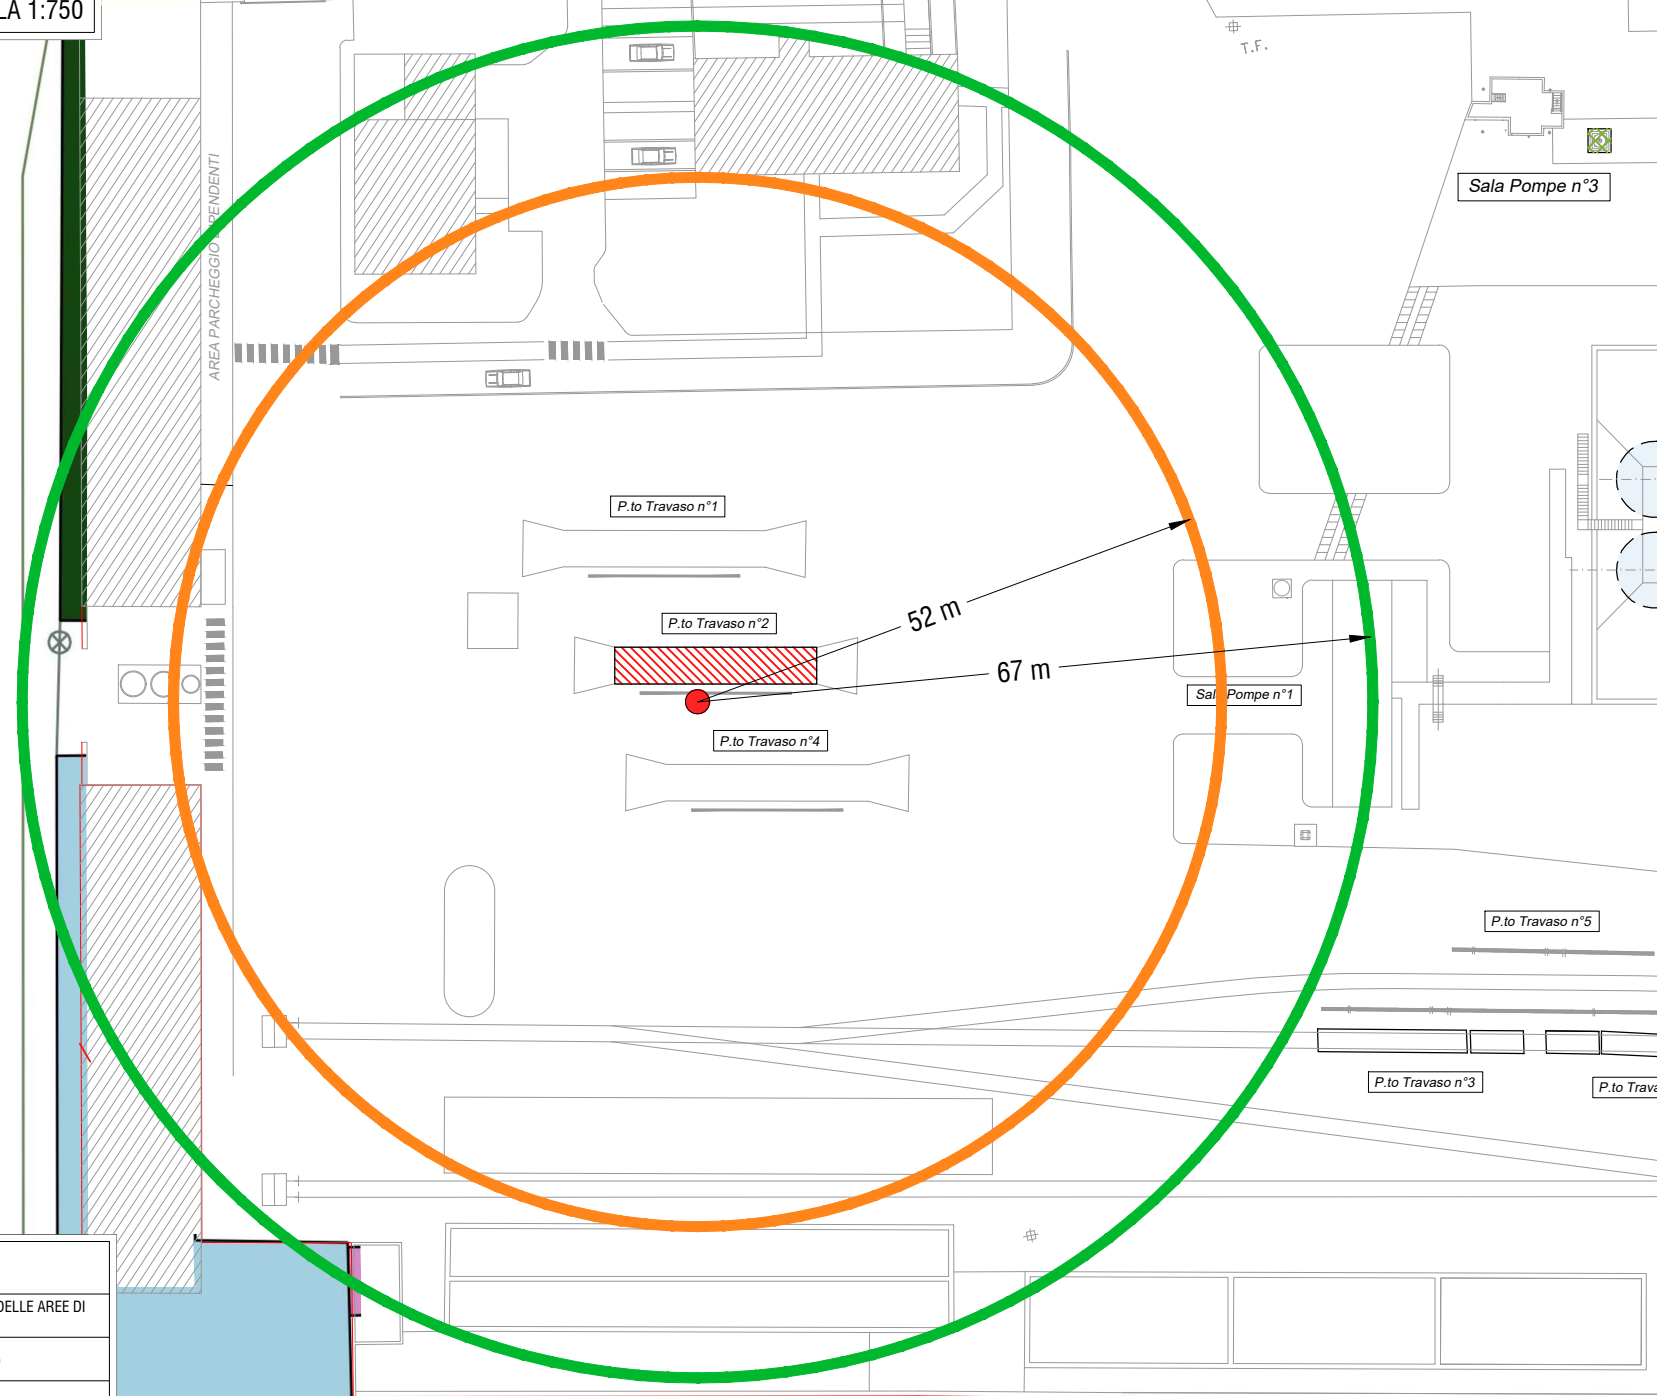 LA 1:750
T.F.
Sala Pompe n°3
AREA PARCHEGGIO DIPENDENTI
P.to Travaso n°1
52 m
P.to Travaso n°2
67 m
Sala Pompe n°1
P.to Travaso n°4
P.to Travaso n°5
P.to Travaso n°3
P.to Trava
DELLE AREE DI